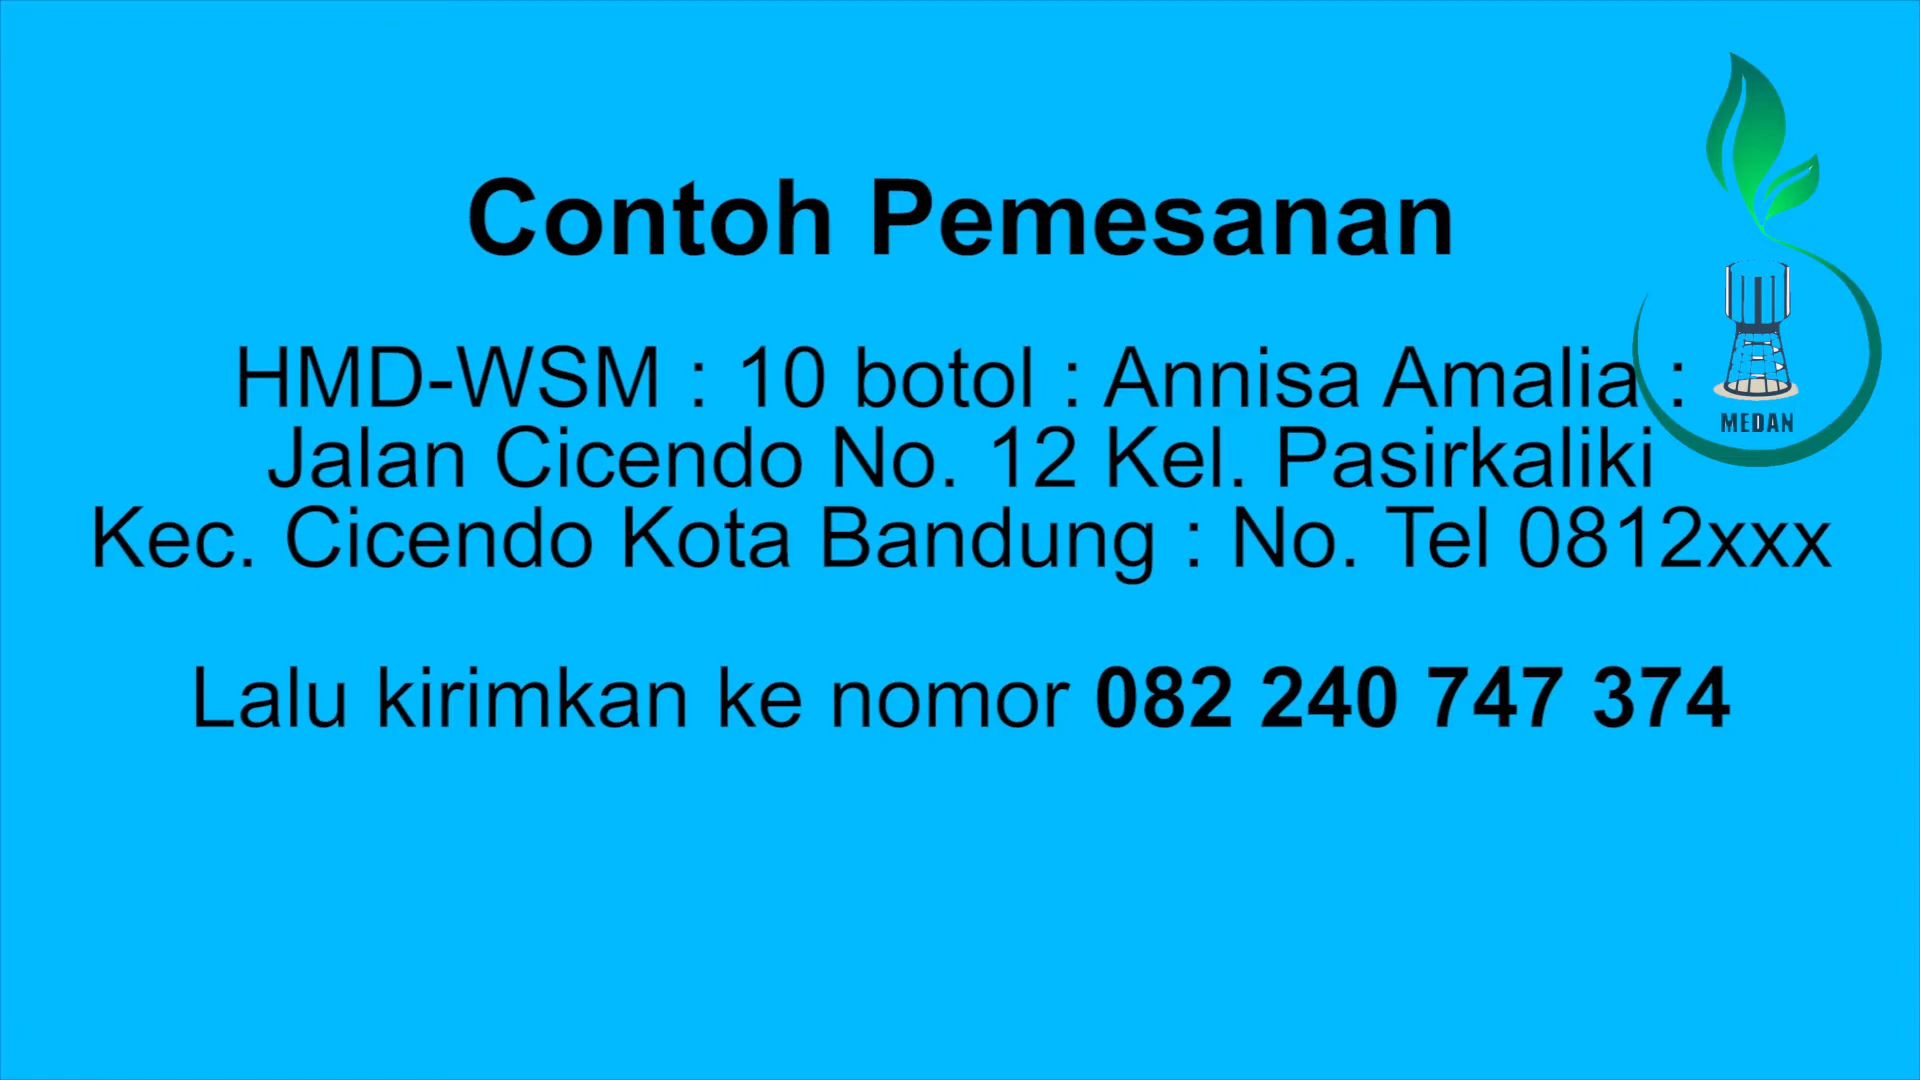 Contoh Pemesanan
HMD-WSM : 10 botol : Annisa Amalia :
Jalan Cicendo No. 12 Kel. Pasirkaliki
Kec. Cicendo Kota Bandung : No. Tel 0812xxx
Lalu kirimkan ke nomor 082 240 747 374
MEDAN